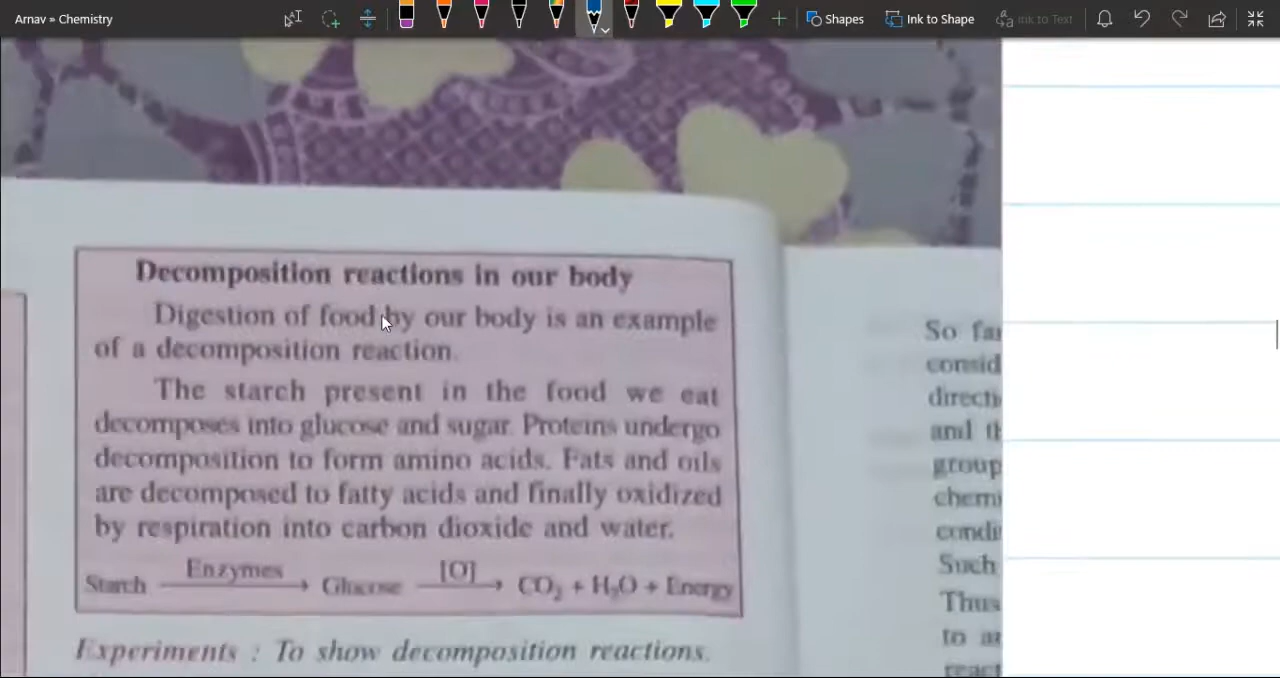 Arnav » Chemistry
Shapes
Ink to Shape
Ink to Text
Decomposition reactions in our body
Digestion of food by our body is an example
of a decomposition reaction.
The starch present in the food we eat
decomposes into glucose and sugar. Proteins undergo
decomposition to form amino acids. Fats and oils
are decomposed to fatty acids and finally oxidized
by respiration into carbon dioxide and water.
Starch Enzymes → Glucose [O] → CO₂ + H₂O + Energy
Experiments : To show decomposition reactions.
So fa
consid
directi
and th
group
chemi
condi
Such
Thus
to a
react